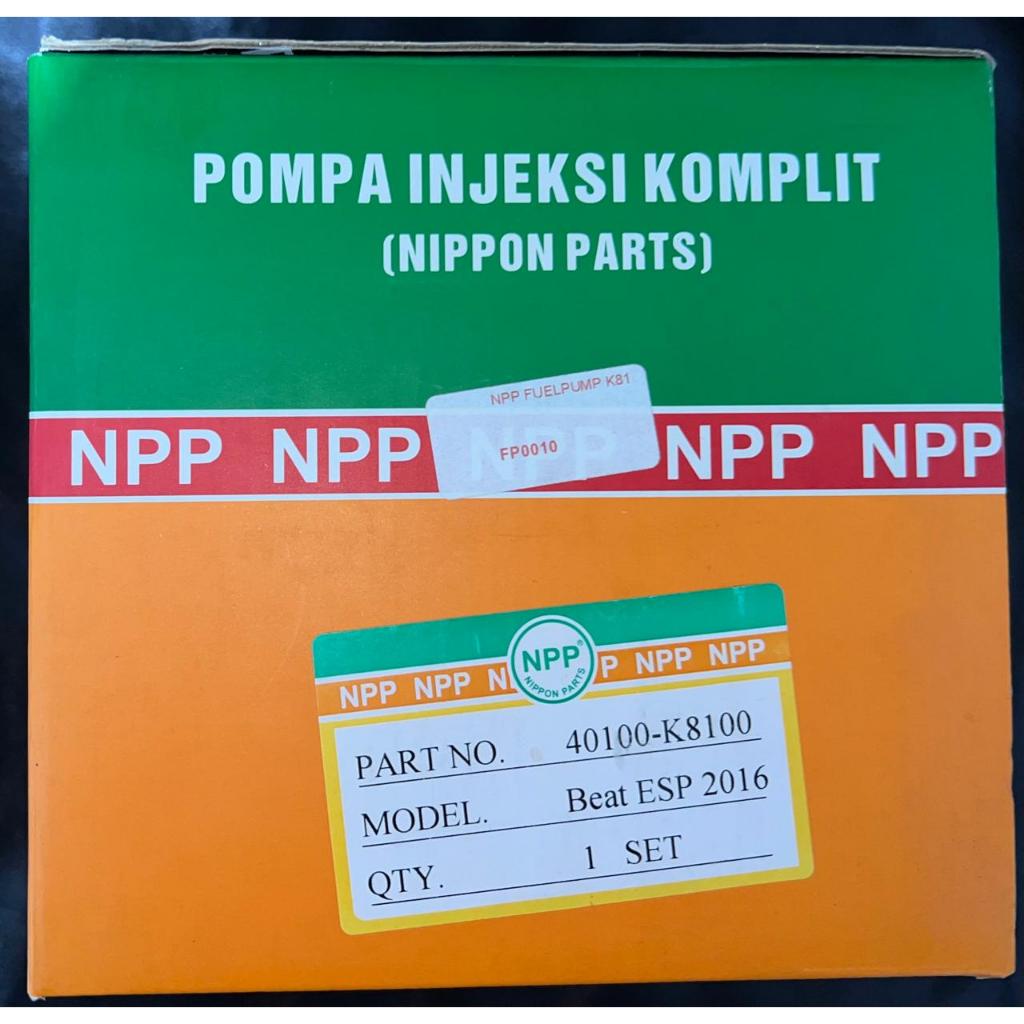 POMPA INJEKSI KOMPLIT
(NIPPON PARTS)
NPP FUELPUMP K81
NPP NPP NPP NPP NPP
FP0010
NPP NPP N P NPP NPP
NPP®
NIPPON PARTS
PART NO. 40100-K8100
MODEL. Beat ESP 2016
QTY. 1 SET